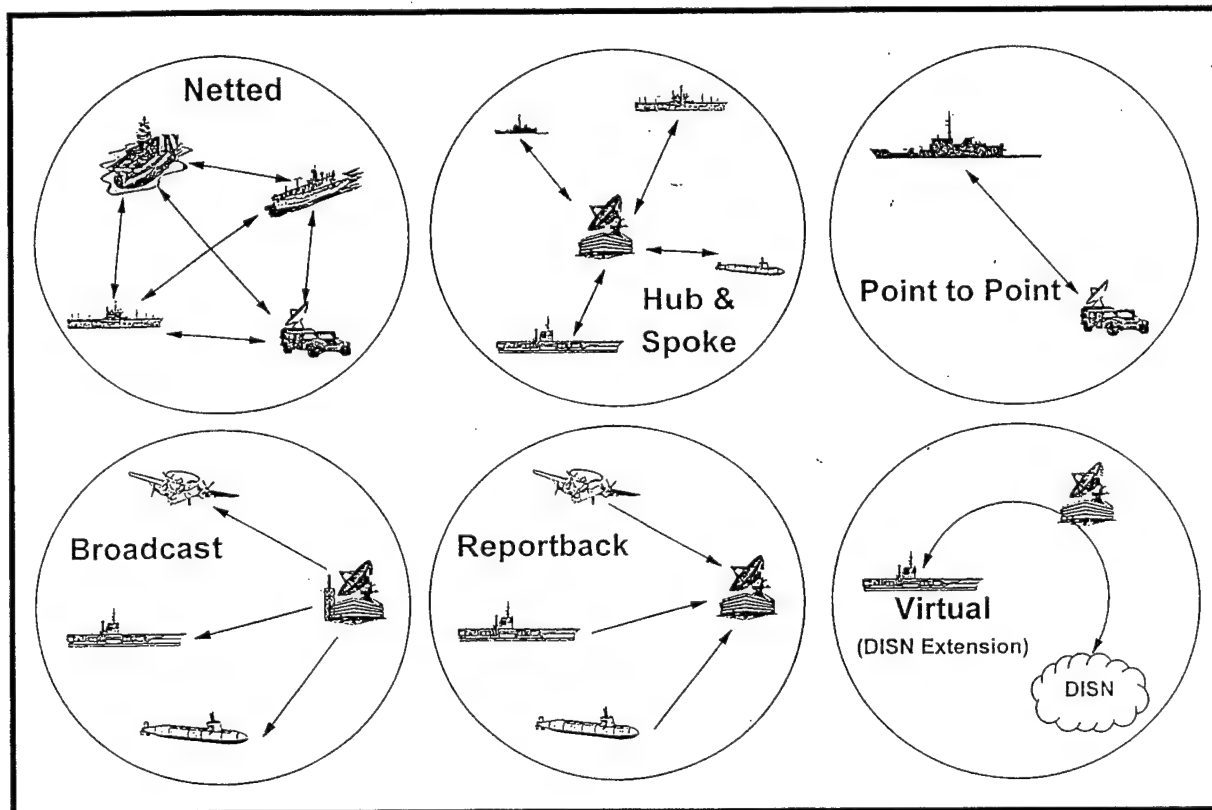 Netted
Hub &
Spoke
Point to Point
Broadcast
Reportback
Virtual
(DISN Extension)
DISN